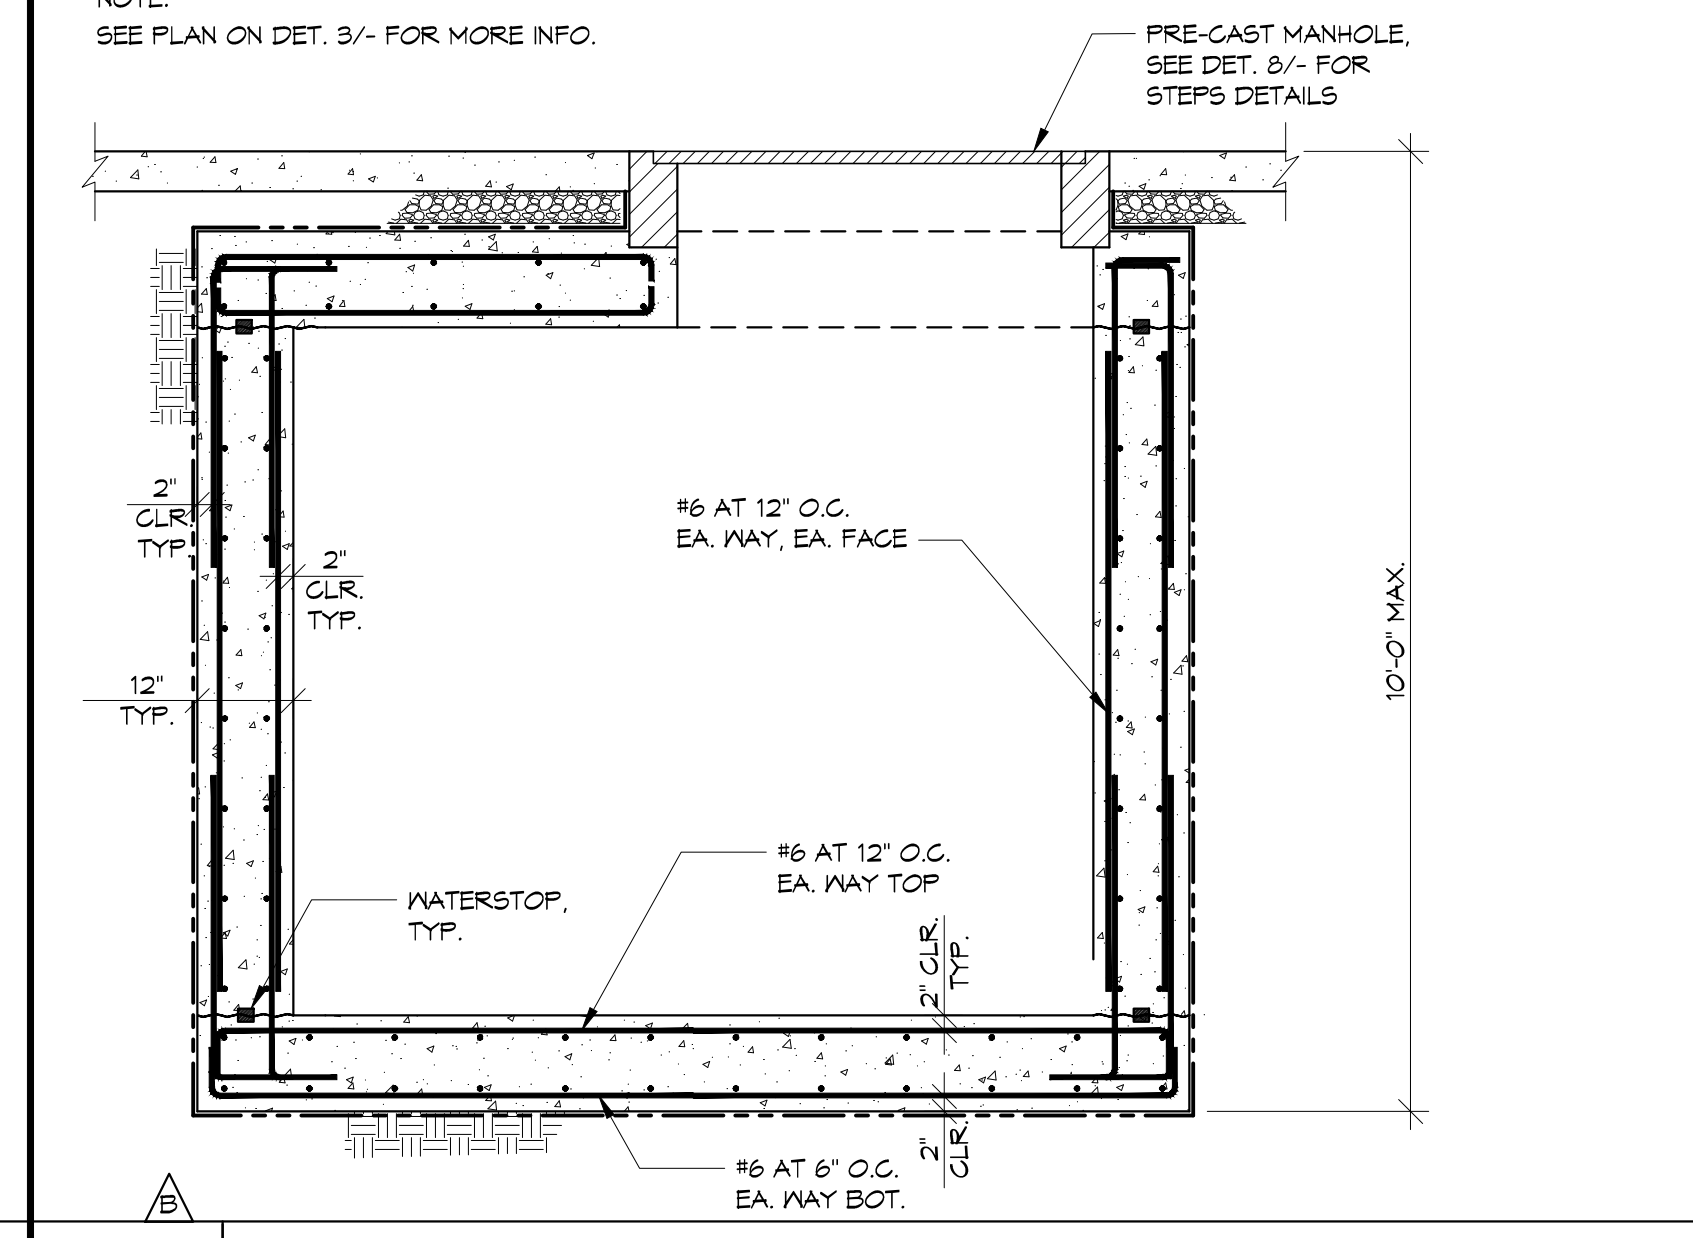 NOTE:
SEE PLAN ON DET. 3/- FOR MORE INFO.
PRE-CAST MANHOLE,
SEE DET. 8/- FOR
STEPS DETAILS
2"
CLR.
TYP.
2"
CLR.
TYP.
#6 AT 12" O.C.
EA. WAY, EA. FACE
10'-0" MAX.
12"
TYP.
#6 AT 12" O.C.
EA. WAY TOP
WATERSTOP,
TYP.
2" CLR.
TYP.
2"
CLR.
#6 AT 6" O.C.
EA. WAY BOT.
B